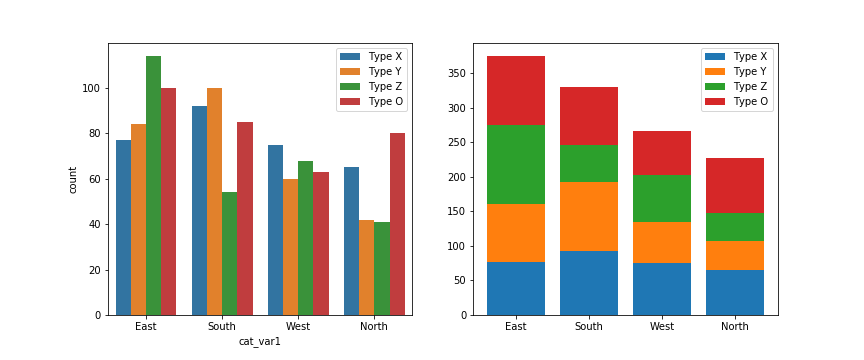 100
80
60
40
20
0
count
East South West North
cat_var1
Type X
Type Y
Type Z
Type O
350
300
250
200
150
100
50
0
East South West North
Type X
Type Y
Type Z
Type O